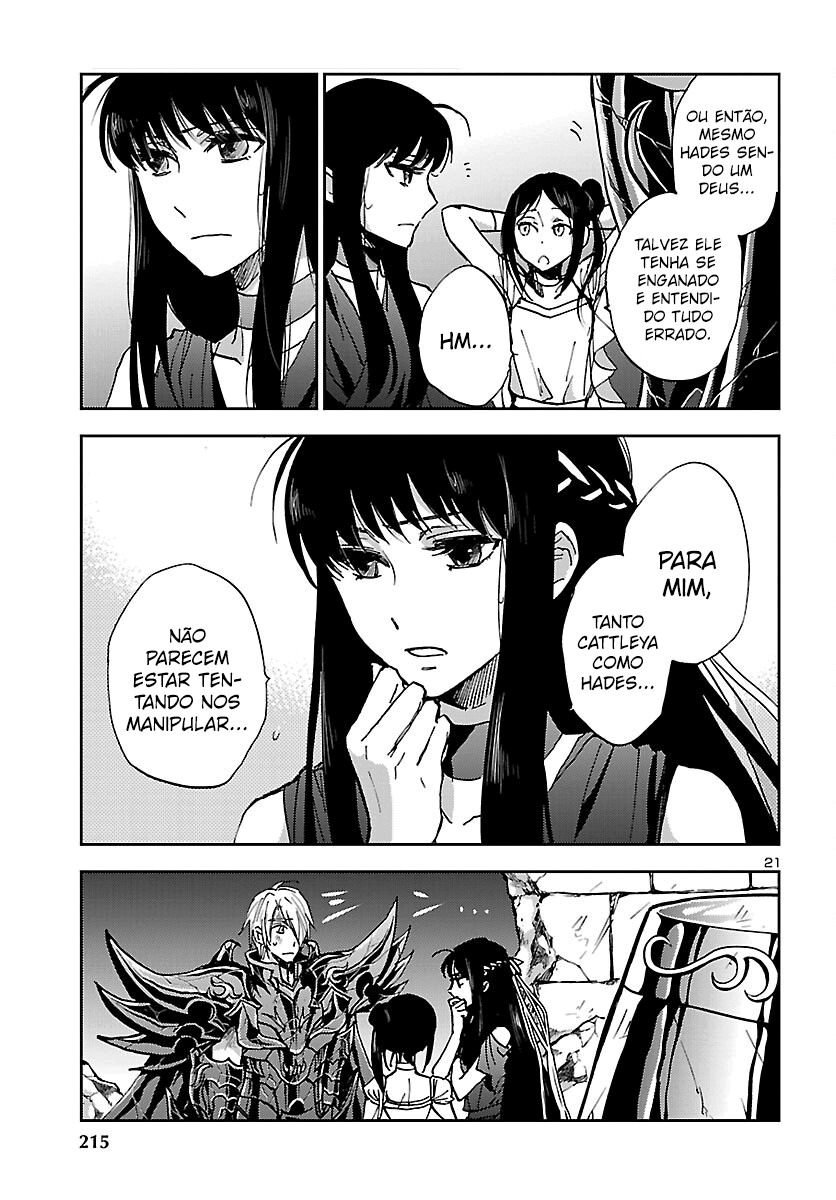 OU ENTÃO,
MESMO
HADES SEN-
DO UM
DEUS...
TALVEZ ELE
TENHA SE
ENGANADO
E ENTENDI-
DO TUDO
ERRADO.
HM...
PARA
MIM,
TANTO
CATTLEYA
COMO
HADES...
NÃO
PARECEM
ESTAR TEN-
TANDO NOS
MANIPULAR...
21
215